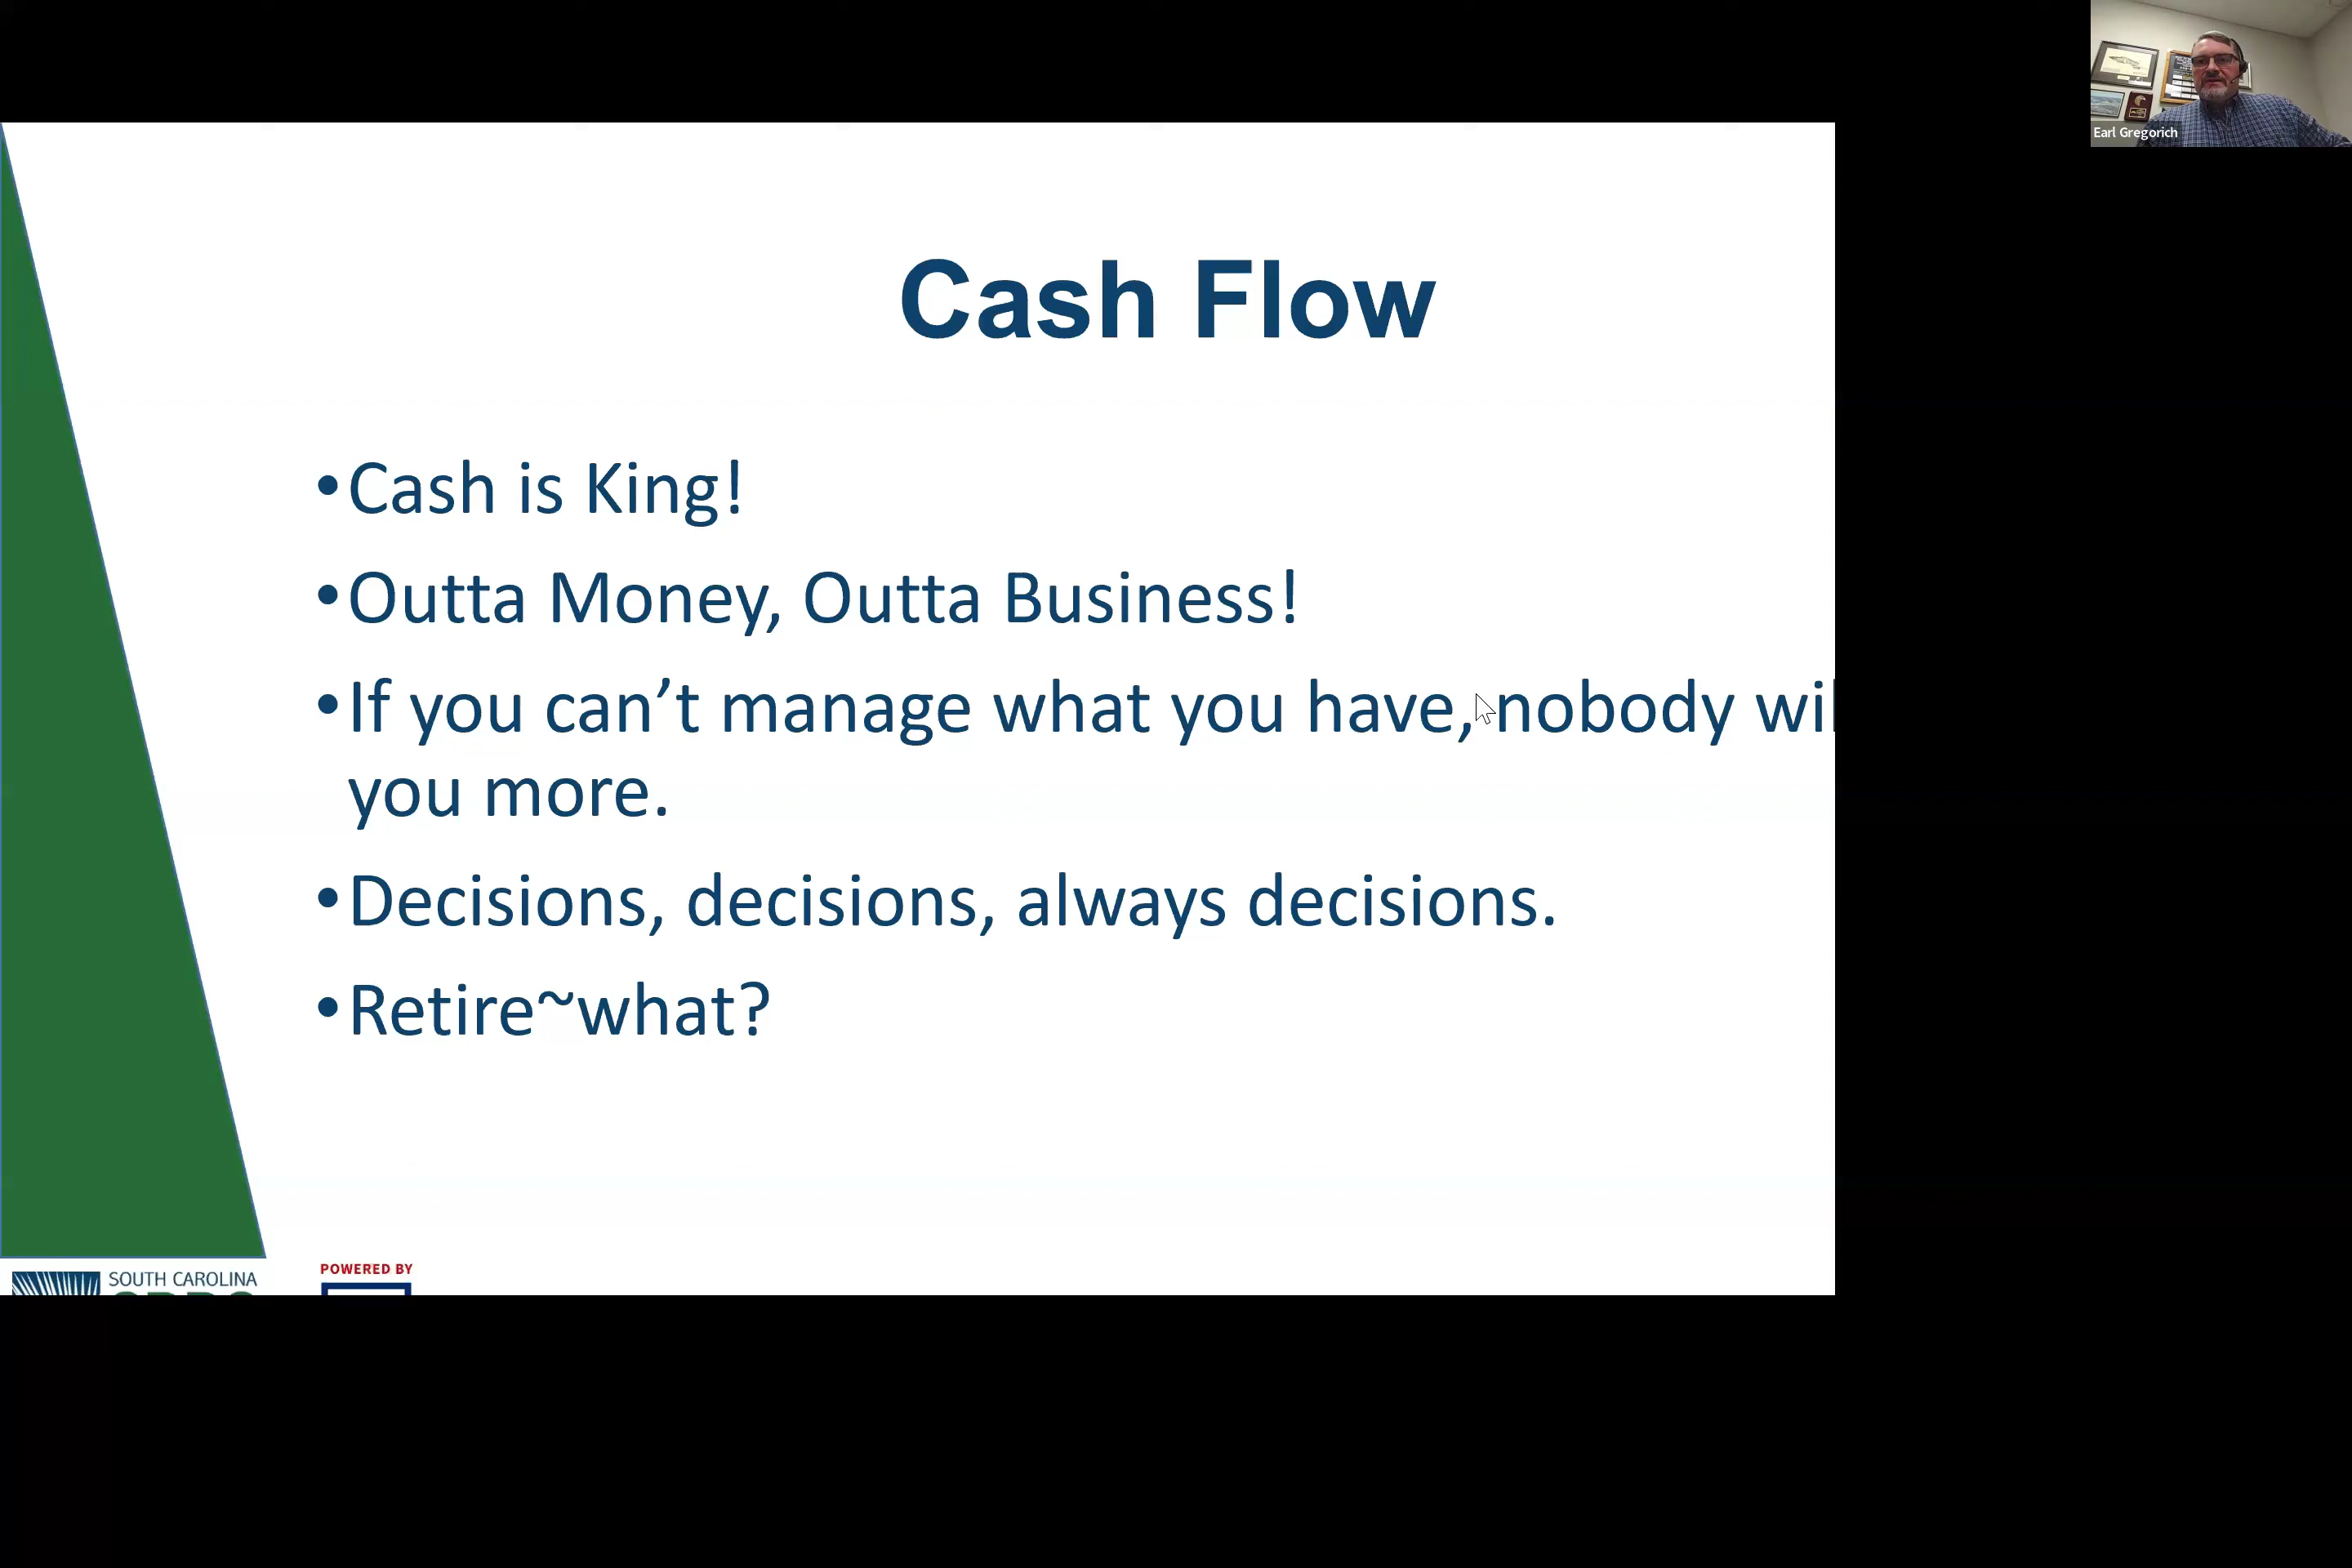 Earl Gregorich
Cash Flow
•Cash is King!
•Outta Money, Outta Business!
•If you can’t manage what you have, nobody
you more.
•Decisions, decisions, always decisions.
•Retire~what?
SOUTH CAROLINA
POWERED BY